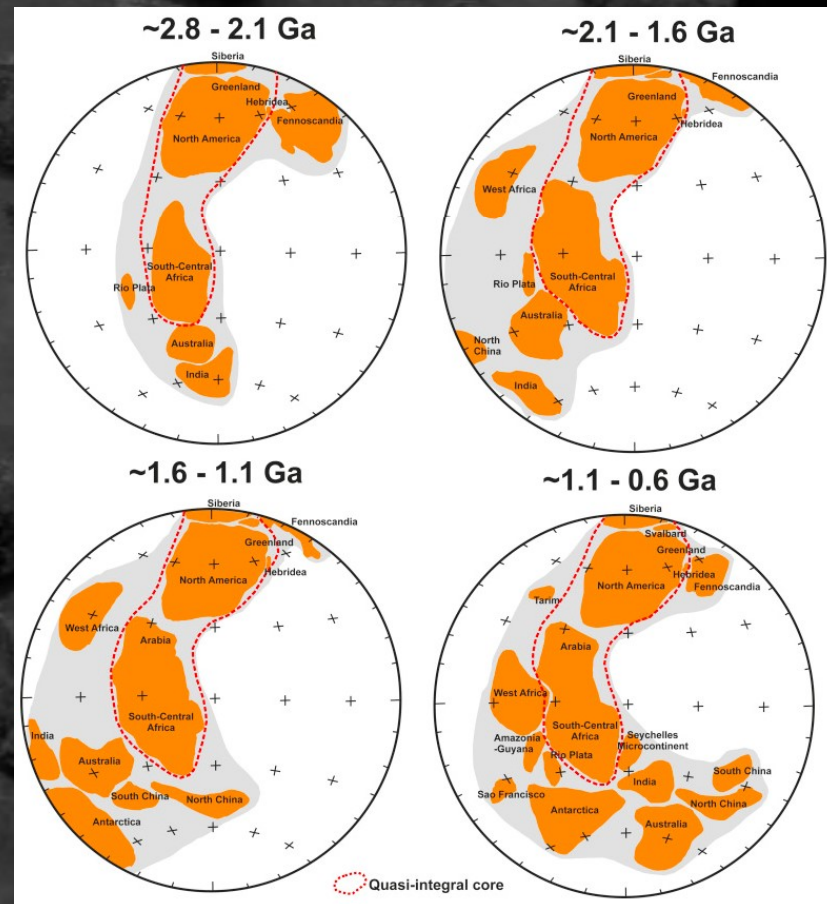 ~2.8 - 2.1 Ga
Siberia
Greenland
Hebridea
Fennoscandia
North America
South-Central
Africa
Rio Plata
Australia
India
~2.1 - 1.6 Ga
Siberia
Fennoscandia
Greenland
Hebridea
North America
West Africa
South-Central
Africa
Rio Plata
Australia
North
China
India
~1.6 - 1.1 Ga
Siberia
Fennoscandia
Greenland
Hebridea
North America
West Africa
Arabia
South-Central
Africa
India
Australia
South China
North China
Antarctica
~1.1 - 0.6 Ga
Siberia
Svalbard
Greenland
Hebridea
Fennoscandia
North America
Tarim
Arabia
West Africa
South-Central
Africa
Amazonia
-Guyana
Rip Plata
Seychelles
Microcontinent
India
South China
North China
Sao Francisco
Antarctica
Australia
Quasi-integral core